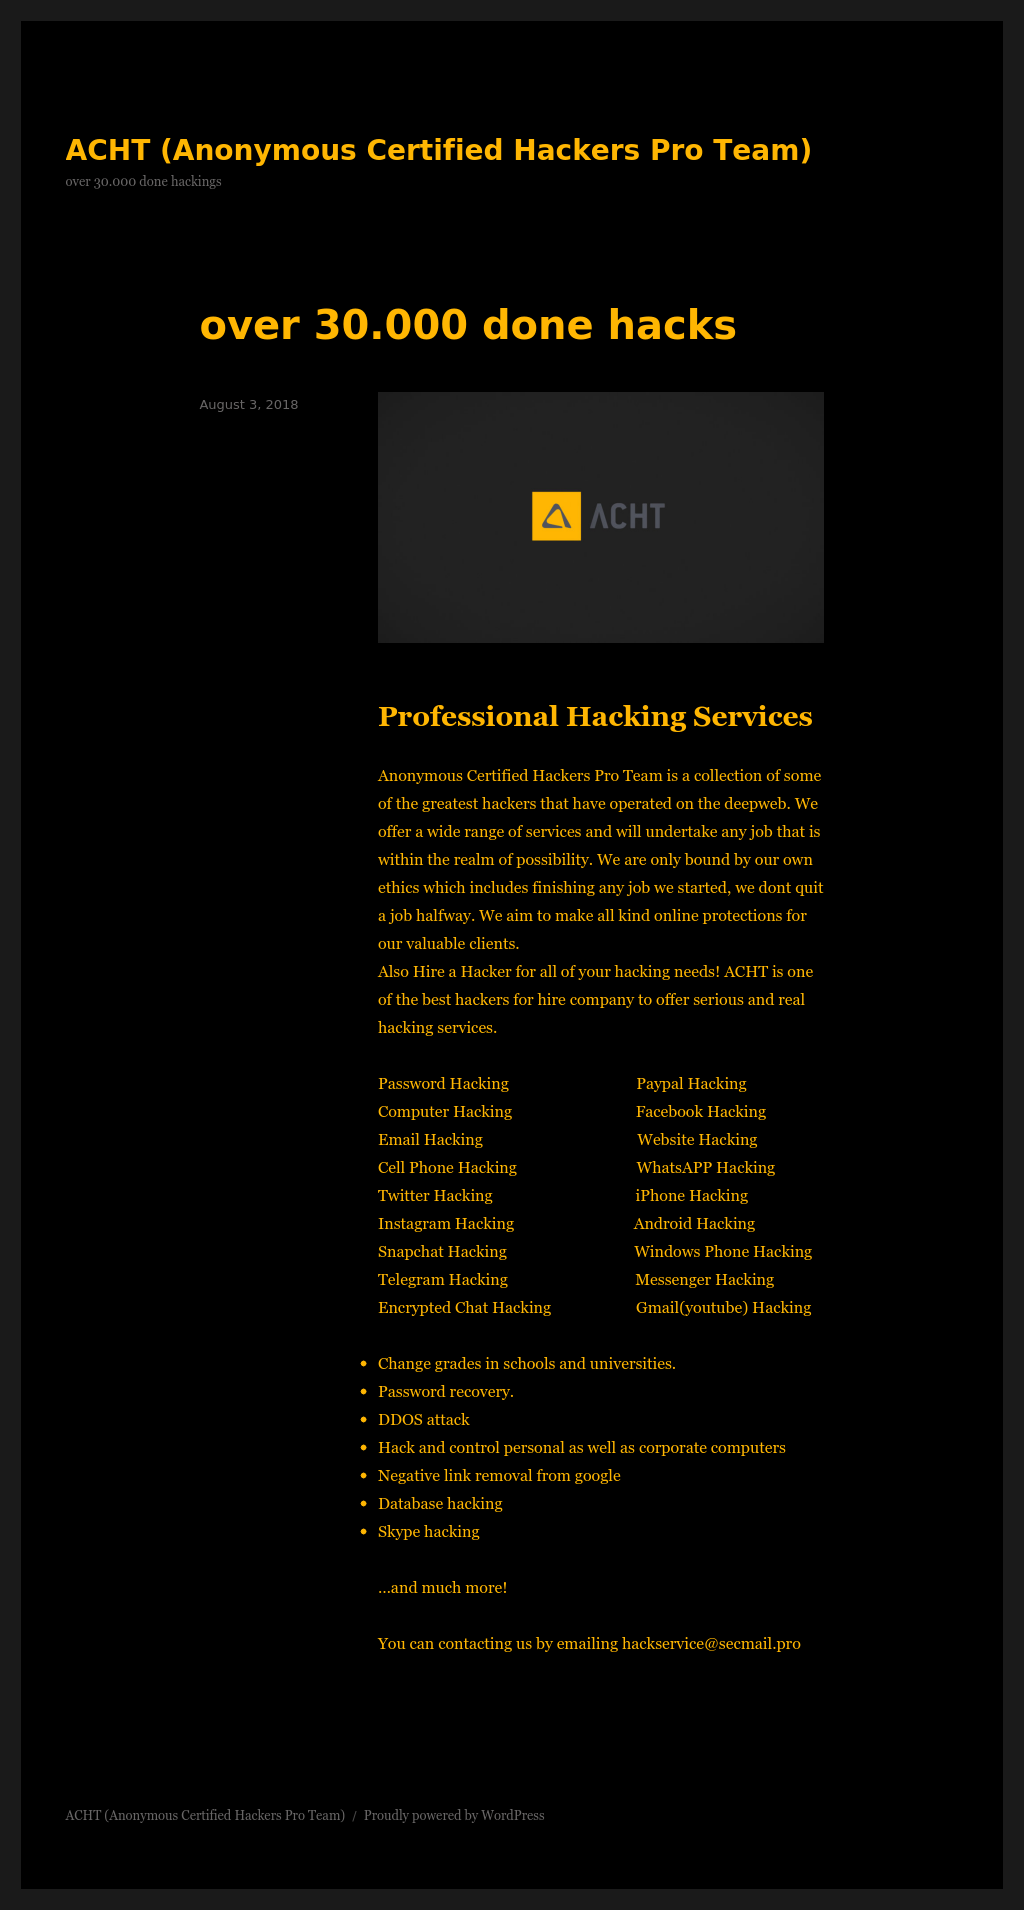 ACHT (Anonymous Certified Hackers Pro Team)
over 30.000 done hackings
over 30.000 done hacks
August 3, 2018
ACHT
Professional Hacking Services
Anonymous Certified Hackers Pro Team is a collection of some
of the greatest hackers that have operated on the deepweb. We
offer a wide range of services and will undertake any job that is
within the realm of possibility. We are only bound by our own
ethics which includes finishing any job we started, we dont quit
a job halfway. We aim to make all kind online protections for
our valuable clients.
Also Hire a Hacker for all of your hacking needs! ACHT is one
of the best hackers for hire company to offer serious and real
hacking services.
Password Hacking Paypal Hacking
Computer Hacking Facebook Hacking
Email Hacking Website Hacking
Cell Phone Hacking WhatsAPP Hacking
Twitter Hacking iPhone Hacking
Instagram Hacking Android Hacking
Snapchat Hacking Windows Phone Hacking
Telegram Hacking Messenger Hacking
Encrypted Chat Hacking Gmail(youtube) Hacking
• Change grades in schools and universities.
• Password recovery.
• DDOS attack
• Hack and control personal as well as corporate computers
• Negative link removal from google
• Database hacking
• Skype hacking
…and much more!
You can contacting us by emailing hackservice@secmail.pro
ACHT (Anonymous Certified Hackers Pro Team) / Proudly powered by WordPress